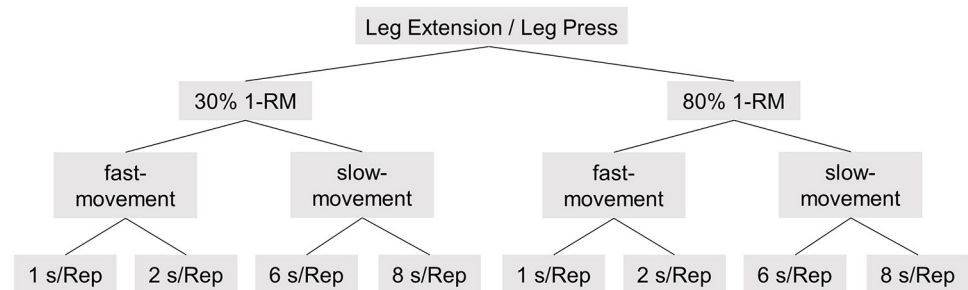 Leg Extension / Leg Press
30% 1-RM
80% 1-RM
fast-
movement
slow-
movement
fast-
movement
slow-
movement
1 s/Rep
2 s/Rep
6 s/Rep
8 s/Rep
1 s/Rep
2 s/Rep
6 s/Rep
8 s/Rep